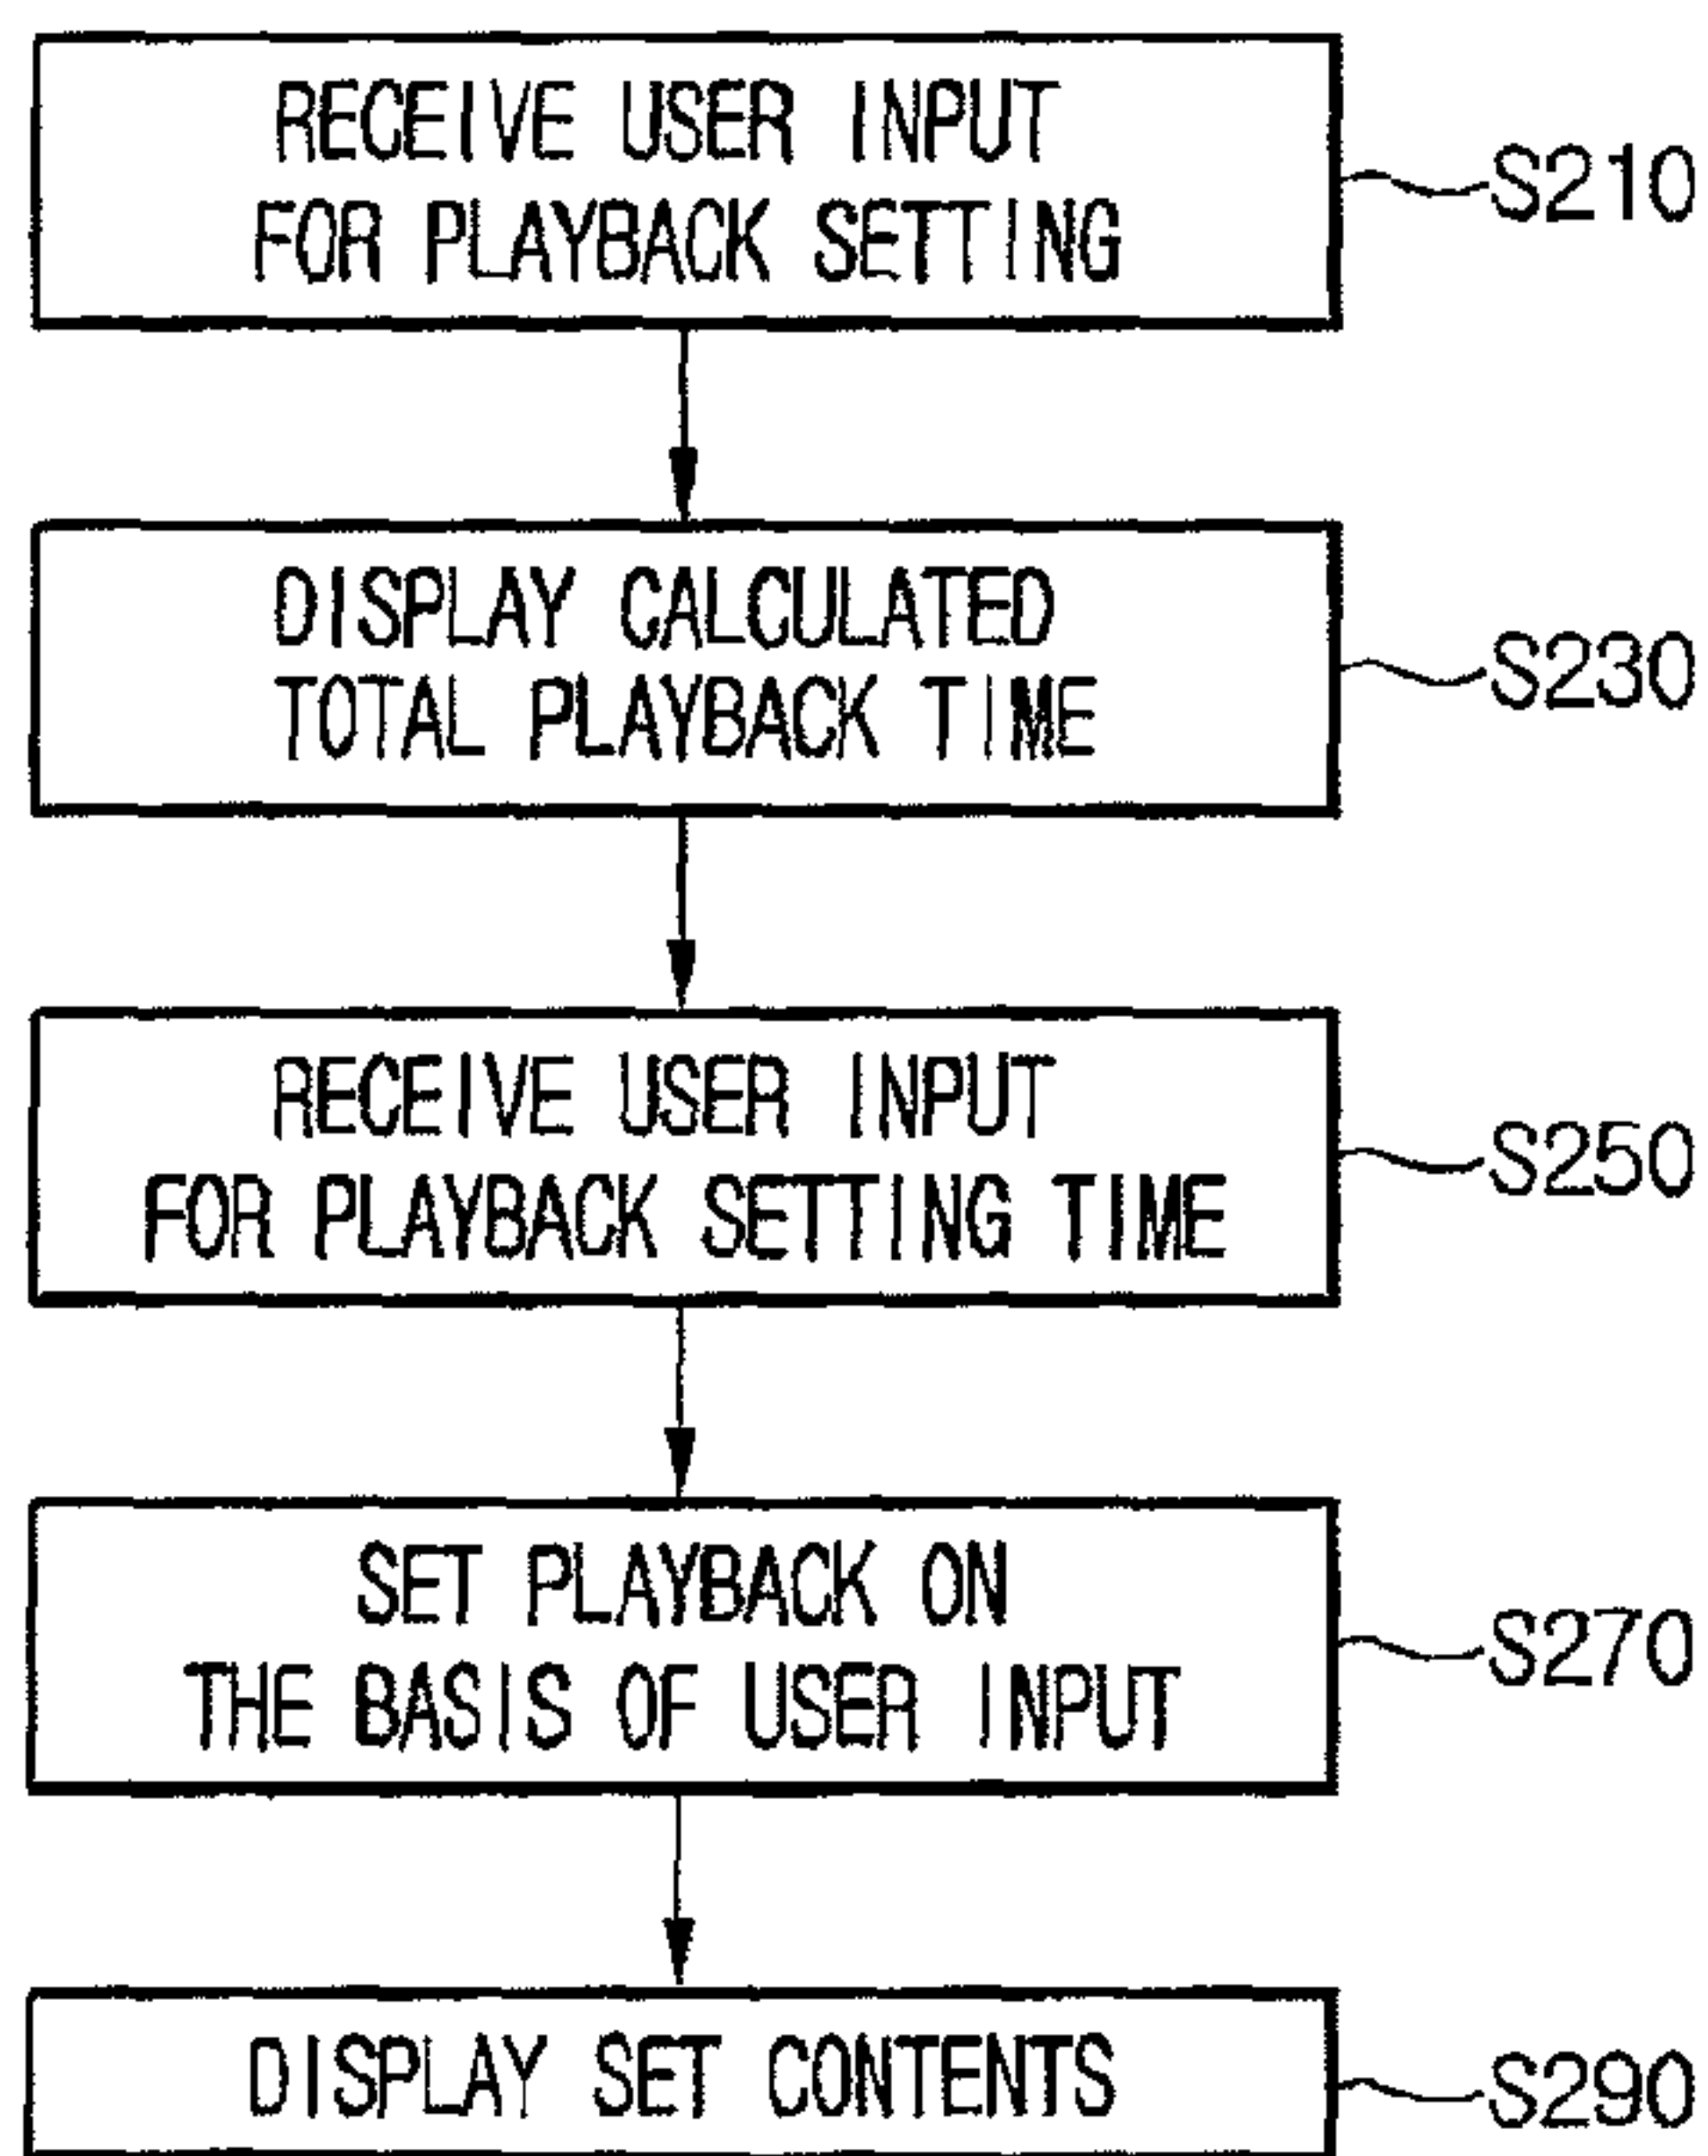 RECEIVE USER INPUT
FOR PLAYBACK SETTING
S210
DISPLAY CALCULATED
TOTAL PLAYBACK TIME
S230
RECEIVE USER INPUT
FOR PLAYBACK SETTING TIME
S250
SET PLAYBACK ON
THE BASIS OF USER INPUT
S270
DISPLAY SET CONTENTS
S290